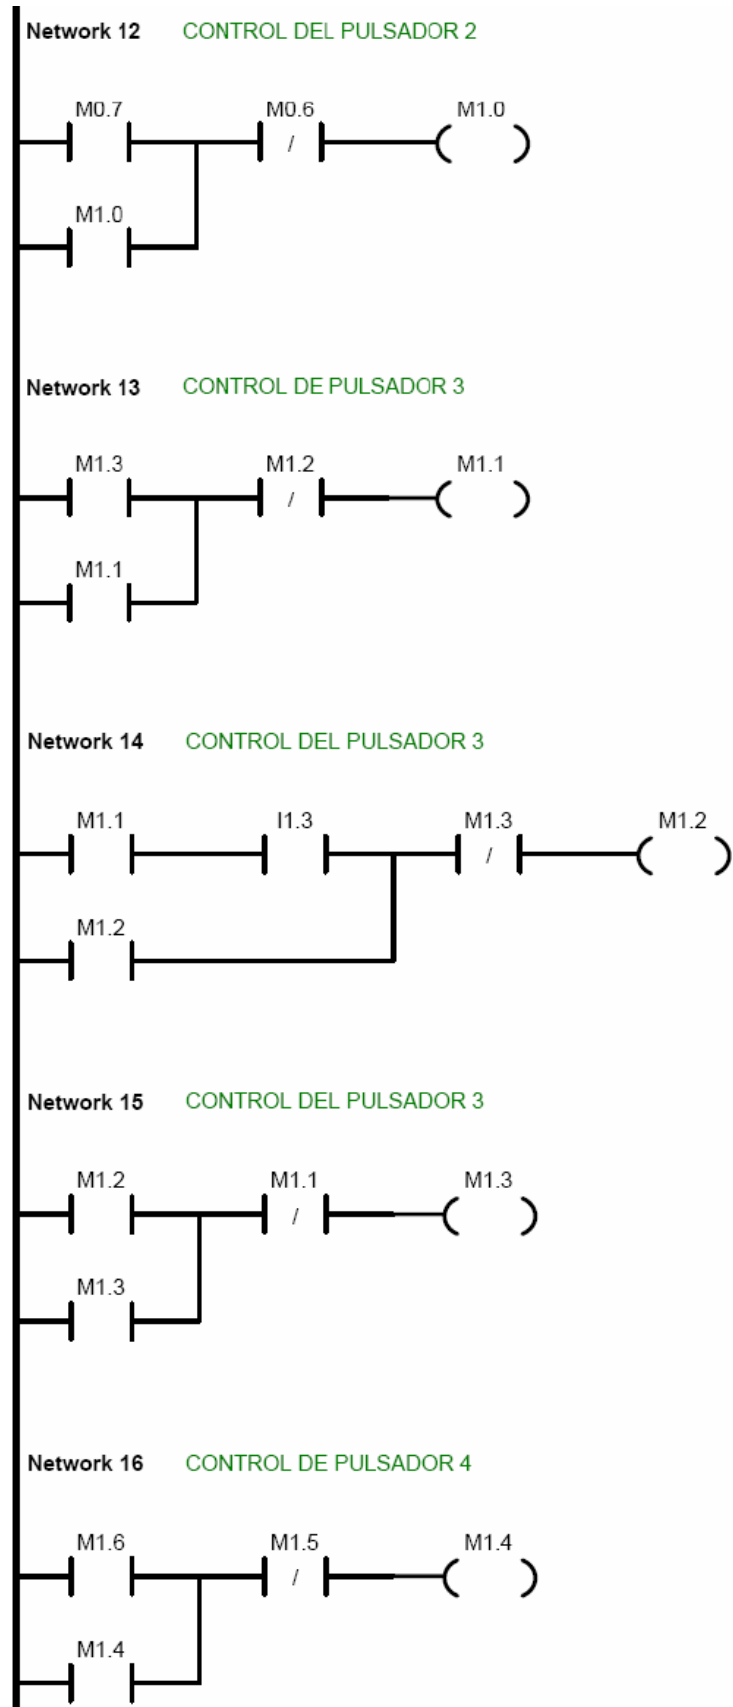 Network 12 CONTROL DEL PULSADOR 2
M0.7 M0.6 M1.0
/
M1.0
Network 13 CONTROL DE PULSADOR 3
M1.3 M1.2 M1.1
/
M1.1
Network 14 CONTROL DEL PULSADOR 3
M1.1 I1.3 M1.3 M1.2
/
M1.2
Network 15 CONTROL DEL PULSADOR 3
M1.2 M1.1 M1.3
/
M1.3
Network 16 CONTROL DE PULSADOR 4
M1.6 M1.5 M1.4
/
M1.4